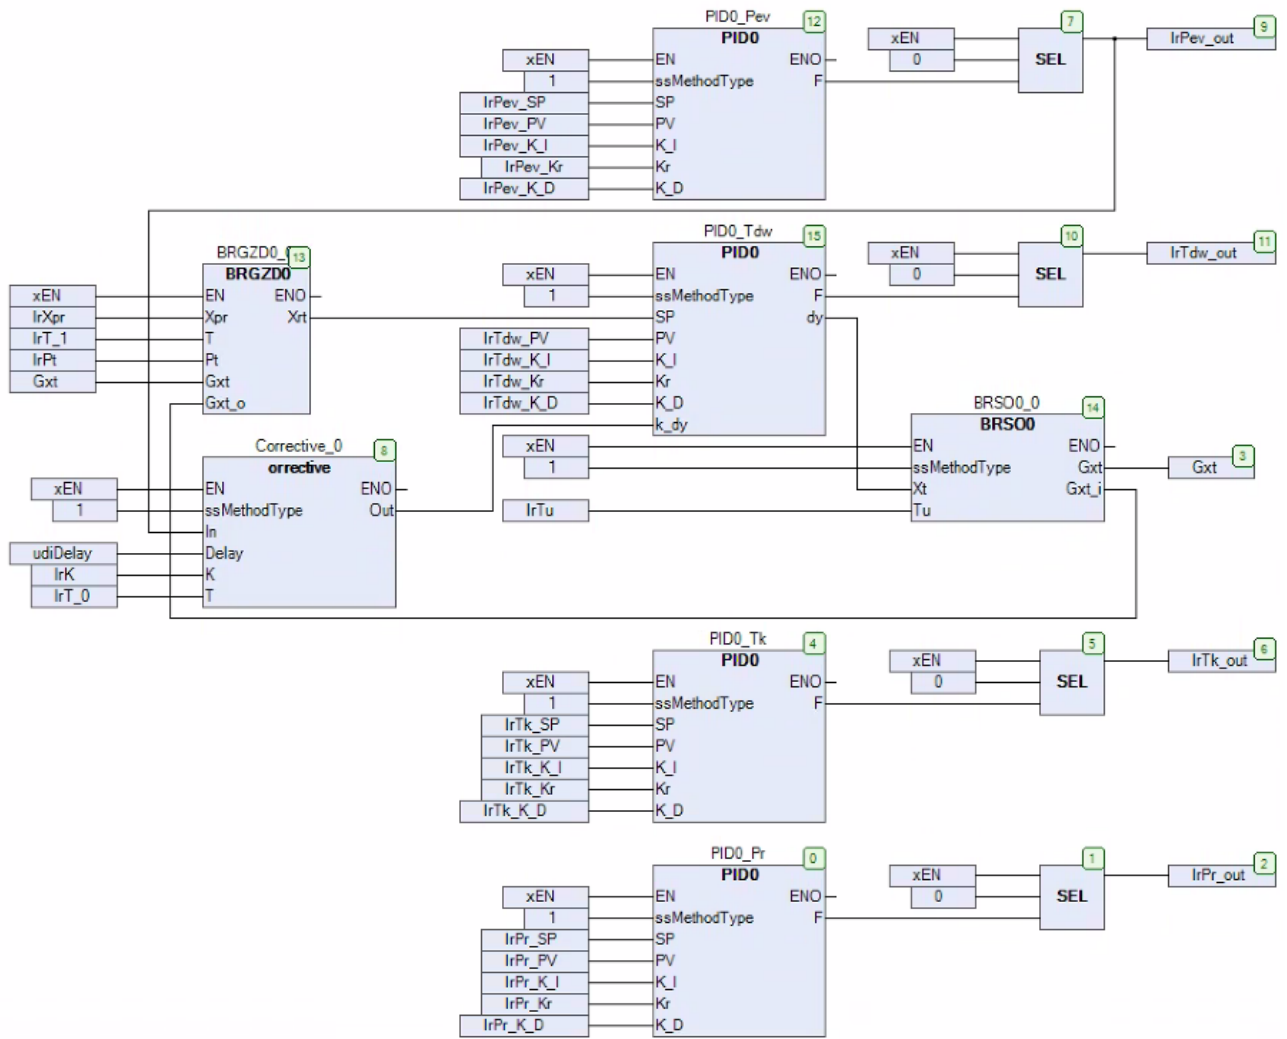 PID0_Pev
12
PID0
xEN EN ENO
1 ssMethodType F
lrPev_SP SP
lrPev_PV PV
lrPev_K_I K_I
lrPev_Kr Kr
lrPev_K_D K_D
7
xEN
0
SEL
9
lrPev_out
BRGZD0_0
13
BRGZD0
xEN EN ENO
lrXpr Xpr Xrt
lrT_1 T
lrPt Pt
Gxt Gxt
Gxt_o
PID0_Tdw
15
PID0
xEN EN ENO
1 ssMethodType F
SP dy
lrTdw_PV PV
lrTdw_K_I K_I
lrTdw_Kr Kr
lrTdw_K_D K_D
k_dy
10
xEN
0
SEL
11
lrTdw_out
Corrective_0
8
orrective
xEN EN ENO
1 ssMethodType Out
In
udiDelay Delay
lrK K
lrT_0 T
BRSO0_0
14
BRSO0
xEN EN ENO
1 ssMethodType Gxt
Xt Gxt_i
lrTu Tu
3
Gxt
PID0_Tk
4
PID0
xEN EN ENO
1 ssMethodType F
lrTk_SP SP
lrTk_PV PV
lrTk_K_I K_I
lrTk_Kr Kr
lrTk_K_D K_D
5
xEN
0
SEL
6
lrTk_out
PID0_Pr
0
PID0
xEN EN ENO
1 ssMethodType F
lrPr_SP SP
lrPr_PV PV
lrPr_K_I K_I
lrPr_Kr Kr
lrPr_K_D K_D
1
xEN
0
SEL
2
lrPr_out